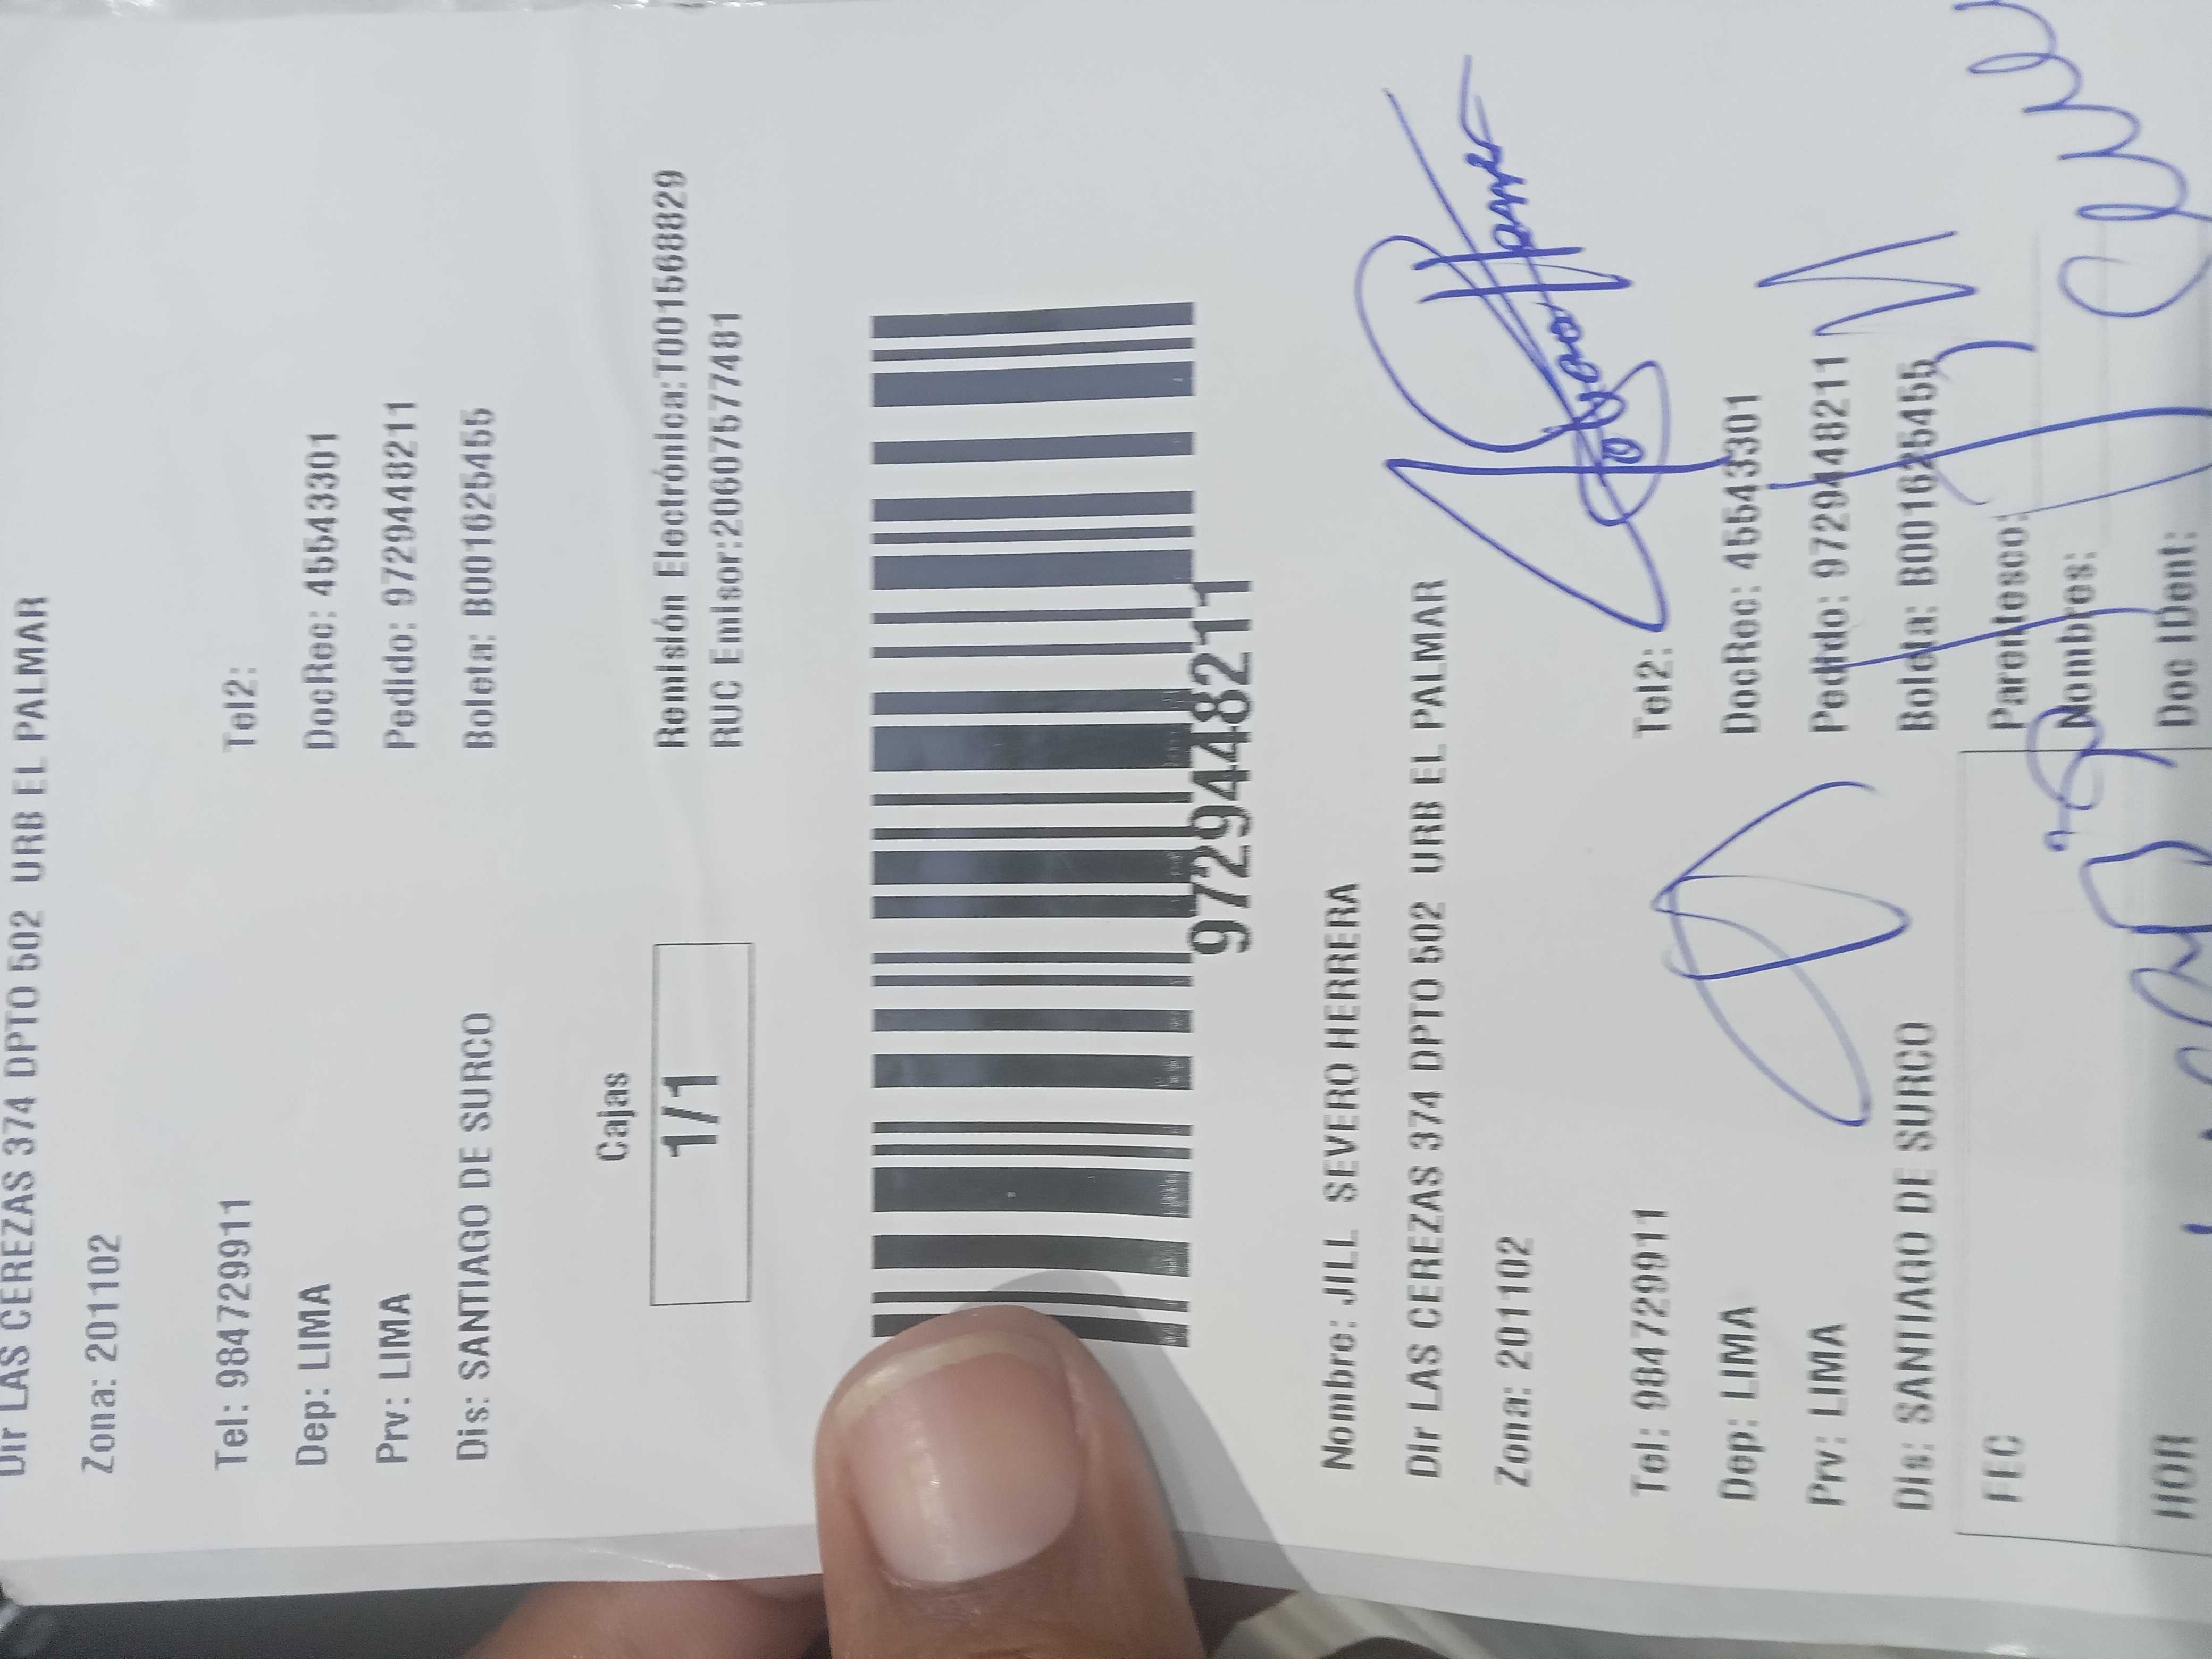 Dir LAS CEREZAS 374 DPTO 502 URB EL PALMAR
Zona: 201102
Tel: 984729911 Tel2:
Dep: LIMA DocRec: 45543301
Prv: LIMA Pedido: 9729448211
Dis: SANTIAGO DE SURCO Boleta: B001625455
Cajas
1/1
Remisión Electrónica:T001568829
RUC Emisor:20607577481
9729448211
Nombre: JILL SEVERO HERRERA
Dir LAS CEREZAS 374 DPTO 502 URB EL PALMAR
Zona: 201102
Tel: 984729911 Tel2:
Dep: LIMA DocRec: 45543301
Prv: LIMA Pedido: 9729448211
Dis: SANTIAGO DE SURCO Boleta: B001625455
FEC Parentesco:
Nombres:
HOR Doc IDent: